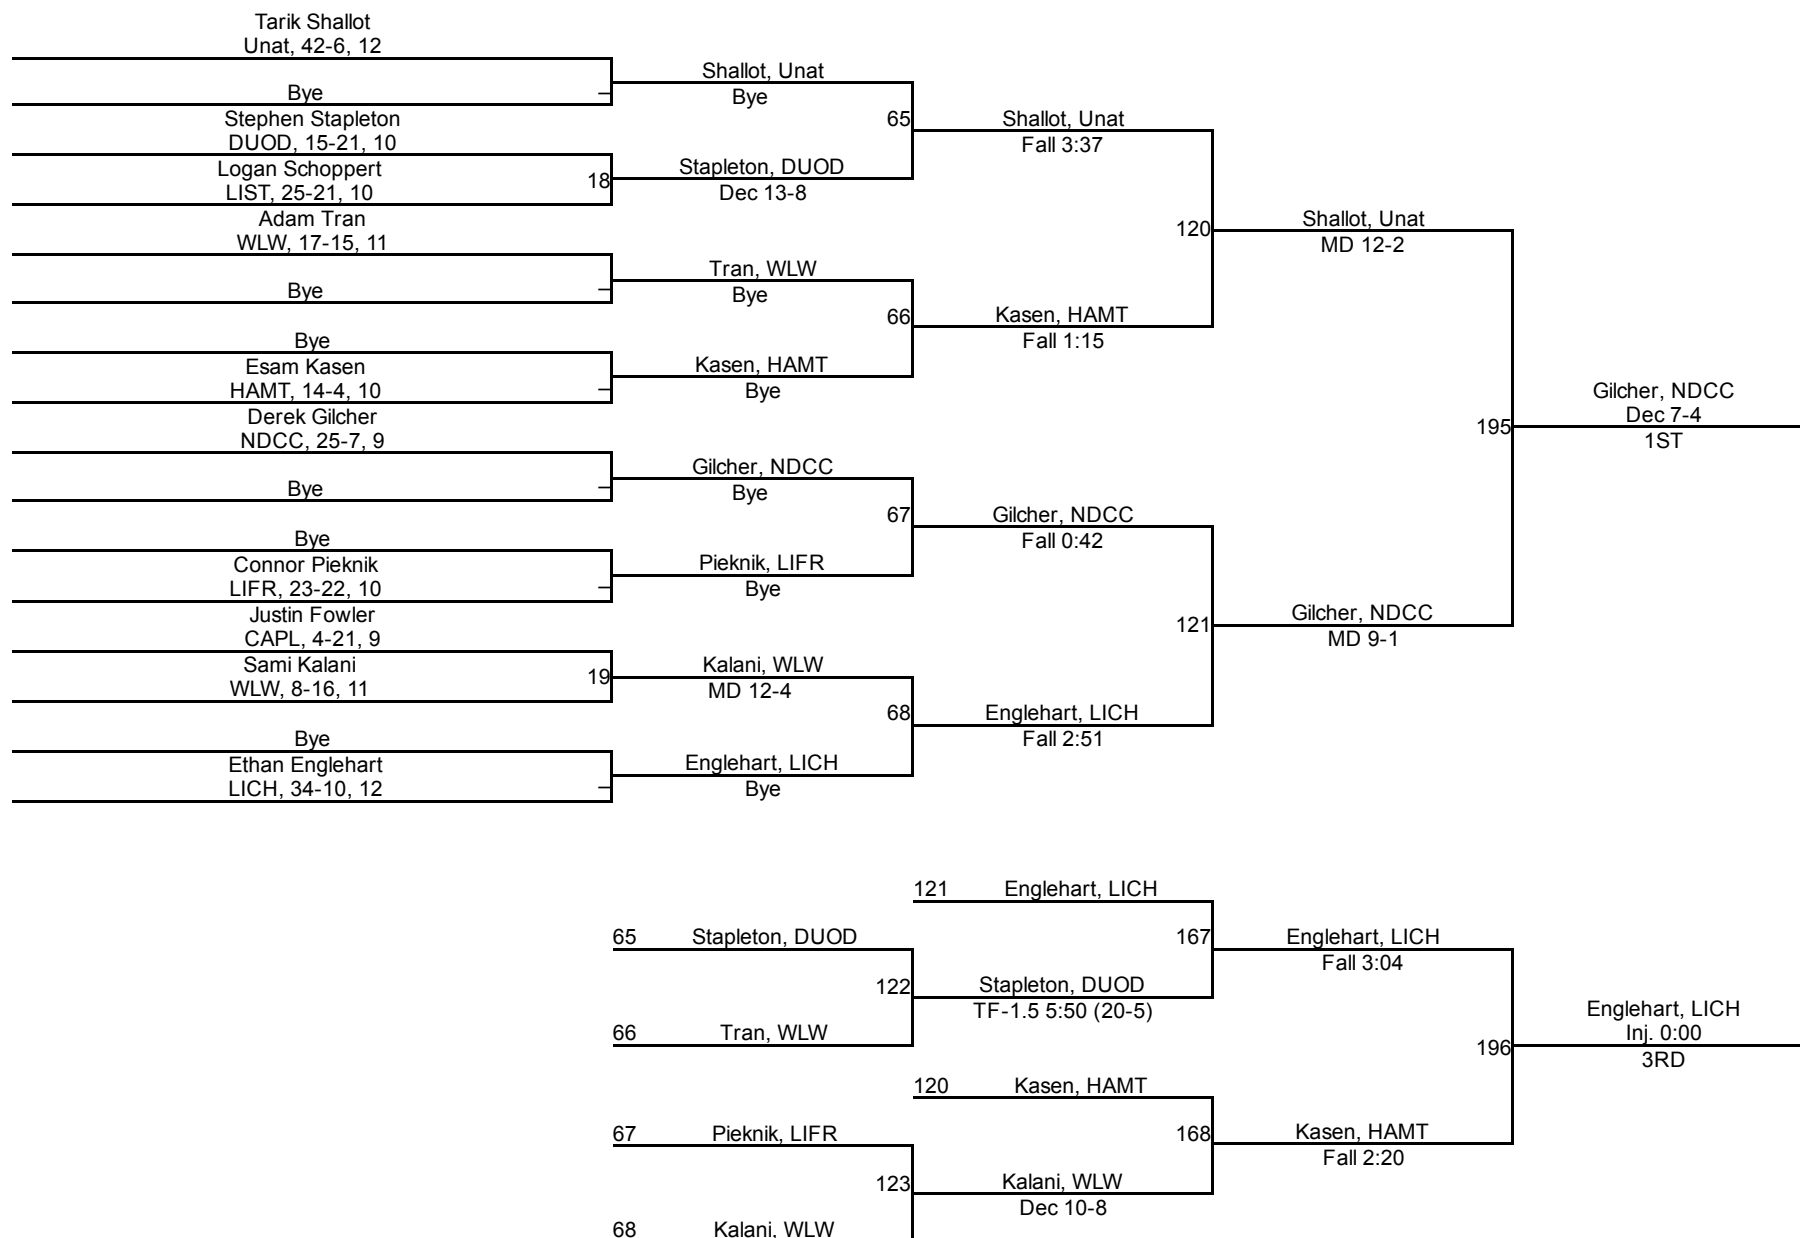 Tarik Shallot
Unat, 42-6, 12
Bye
Stephen Stapleton
DUOD, 15-21, 10
Logan Schoppert
LIST, 25-21, 10
18
Adam Tran
WLW, 17-15, 11
Bye
Bye
Esam Kasen
HAMT, 14-4, 10
Derek Gilcher
NDCC, 25-7, 9
Bye
Bye
Connor Pieknik
LIFR, 23-22, 10
Justin Fowler
CAPL, 4-21, 9
Sami Kalani
WLW, 8-16, 11
19
Bye
Ethan Englehart
LICH, 34-10, 12
Shallot, Unat
Bye
65
Stapleton, DUOD
Dec 13-8
Tran, WLW
Bye
66
Kasen, HAMT
Bye
Gilcher, NDCC
Bye
67
Pieknik, LIFR
Bye
Kalani, WLW
MD 12-4
68
Englehart, LICH
Bye
Shallot, Unat
Fall 3:37
120
Kasen, HAMT
Fall 1:15
Gilcher, NDCC
Fall 0:42
121
Englehart, LICH
Fall 2:51
Shallot, Unat
MD 12-2
195
Gilcher, NDCC
MD 9-1
Gilcher, NDCC
Dec 7-4
1ST
65 Stapleton, DUOD
122
66 Tran, WLW
67 Pieknik, LIFR
123
68 Kalani, WLW
121 Englehart, LICH
167
Stapleton, DUOD
TF-1.5 5:50 (20-5)
120 Kasen, HAMT
168
Kalani, WLW
Dec 10-8
Englehart, LICH
Fall 3:04
196
Kasen, HAMT
Fall 2:20
Englehart, LICH
Inj. 0:00
3RD